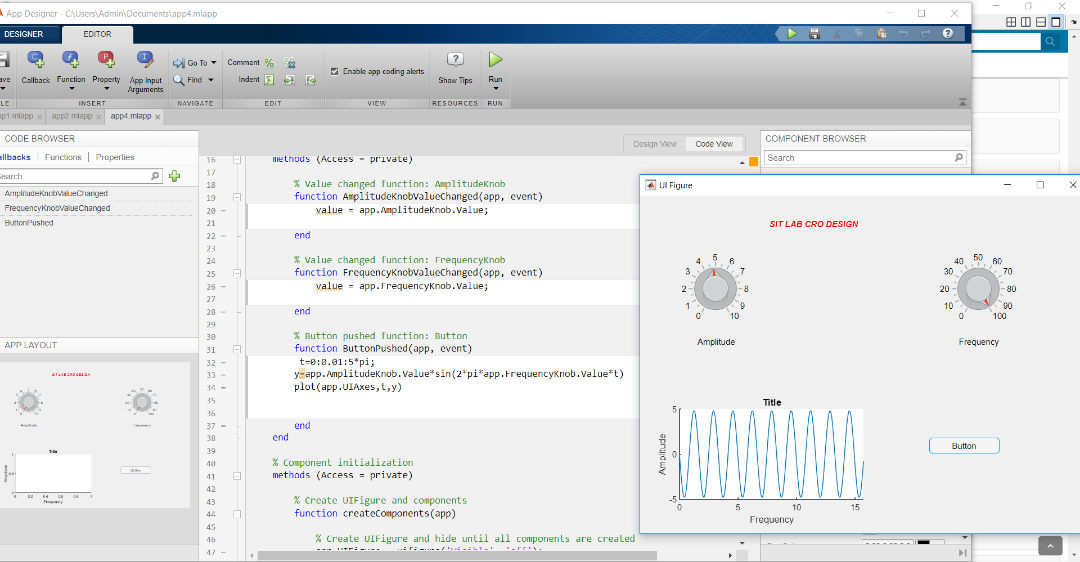 App Designer - C:\Users\Admin\Documents\app4.mlapp
DESIGNER
EDITOR
Callback
Function
Property
App Input
Arguments
Go To
Find
Comment
Indent
Enable app coding alerts
Show Tips
Run
INSERT
NAVIGATE
EDIT
VIEW
RESOURCES
RUN
app2.mlapp
app4.mlapp
CODE BROWSER
Functions
Properties
AmplitudeKnobValueChanged
FrequencyKnobValueChanged
ButtonPushed
APP LAYOUT
SIT LAB CRO DESIGN
Amplitude
Frequency
Title
Button
Design View
Code View
16 methods (Access = private)
17
18 % Value changed function: AmplitudeKnob
19 function AmplitudeKnobValueChanged(app, event)
20 value = app.AmplitudeKnob.Value;
21
22 end
23
24 % Value changed function: FrequencyKnob
25 function FrequencyKnobValueChanged(app, event)
26 value = app.FrequencyKnob.Value;
27
28 end
29
30 % Button pushed function: Button
31 function ButtonPushed(app, event)
32 t=0:0.01:5*pi;
33 y=app.AmplitudeKnob.Value*sin(2*pi*app.FrequencyKnob.Value*t)
34 plot(app.UIAxes,t,y)
35
36
37 end
38 end
39
40 % Component initialization
41 methods (Access = private)
42
43 % Create UIFigure and components
44 function createComponents(app)
45
46 % Create UIFigure and hide until all components are created
47
COMPONENT BROWSER
Search
UI Figure
SIT LAB CRO DESIGN
0 1 2 3 4 5 6 7 8 9 10
Amplitude
0 10 20 30 40 50 60 70 80 90 100
Frequency
Title
5
0
-5
Amplitude
0 5 10 15
Frequency
Button